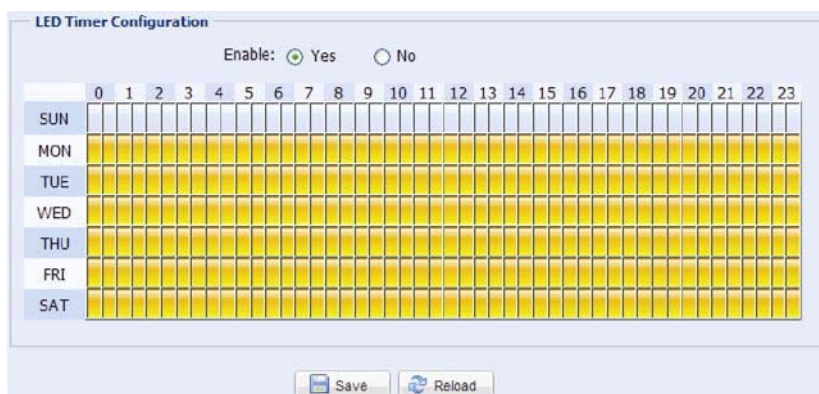 LED Timer Configuration
Enable: Yes No
0 1 2 3 4 5 6 7 8 9 10 11 12 13 14 15 16 17 18 19 20 21 22 23
SUN
MON
TUE
WED
THU
FRI
SAT
Save Reload